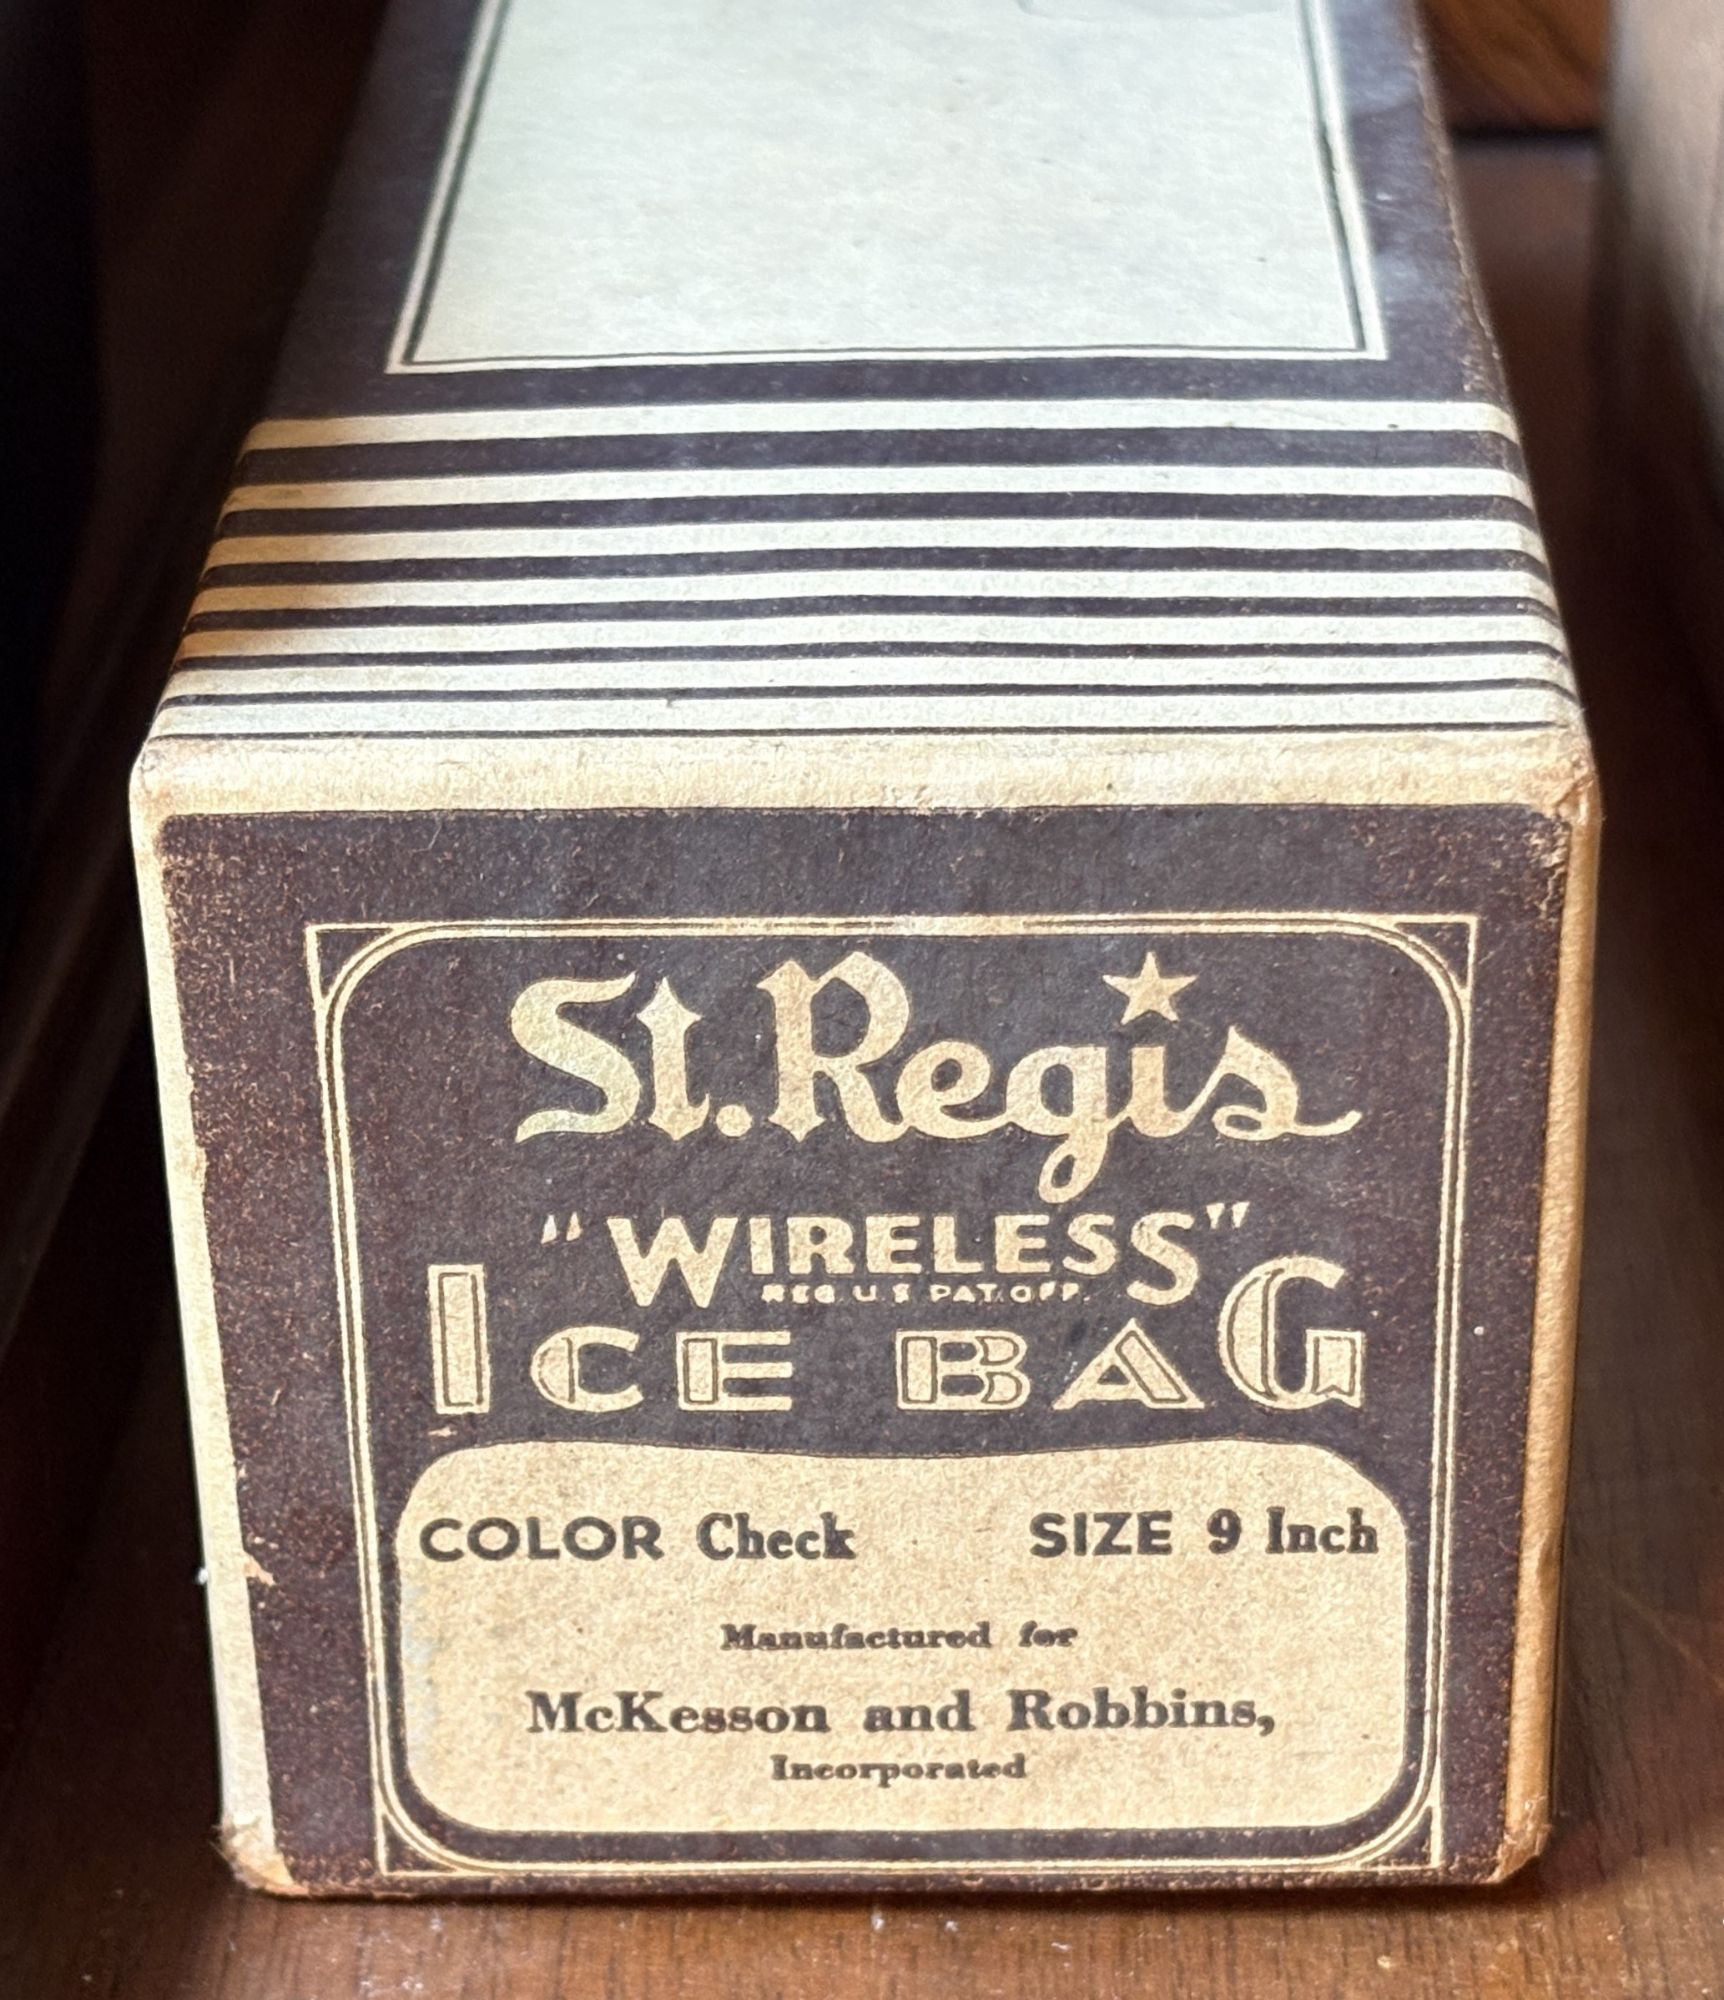 St. Regis
"WIRELESS"
REG U S PAT. OFF.
ICE BAG
COLOR Check SIZE 9 Inch
Manufactured for
McKesson and Robbins,
Incorporated